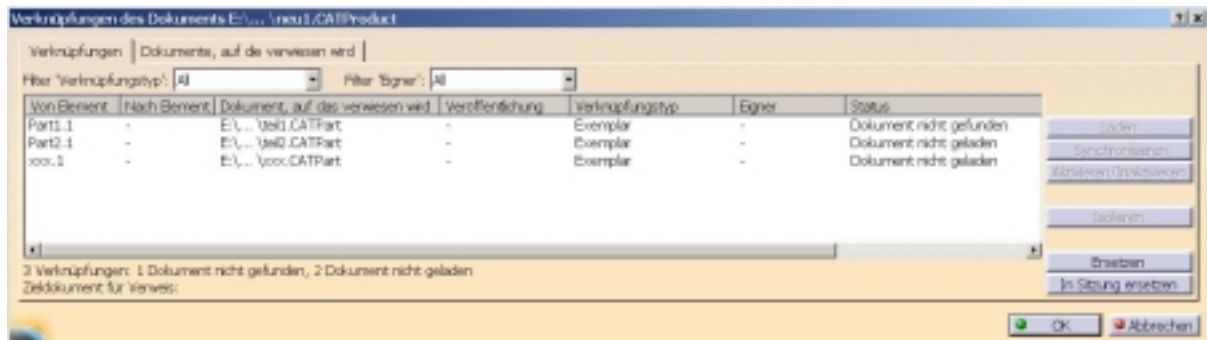 Verknüpfungen des Dokuments E:\... \neu1.CATProduct
Verknüpfungen Dokumente, auf die verwiesen wird
Filter 'Verknüpfungstyp': All Filter 'Eigner': All
Von Element Nach Element Dokument, auf das verwiesen wird Veröffentlichung Verknüpfungstyp Eigner Status
Part1.1 - E:\... \teil1.CATPart - Exemplar - Dokument nicht gefunden
Part2.1 - E:\... \teil2.CATPart - Exemplar - Dokument nicht geladen
xxx.1 - E:\... \xxx.CATPart - Exemplar - Dokument nicht geladen
Laden
Synchronisieren
Aktivieren/Inaktivieren
Isolieren
Ersetzen
In Sitzung ersetzen
3 Verknüpfungen: 1 Dokument nicht gefunden, 2 Dokument nicht geladen
Zieldokument für Verweis:
OK Abbrechen